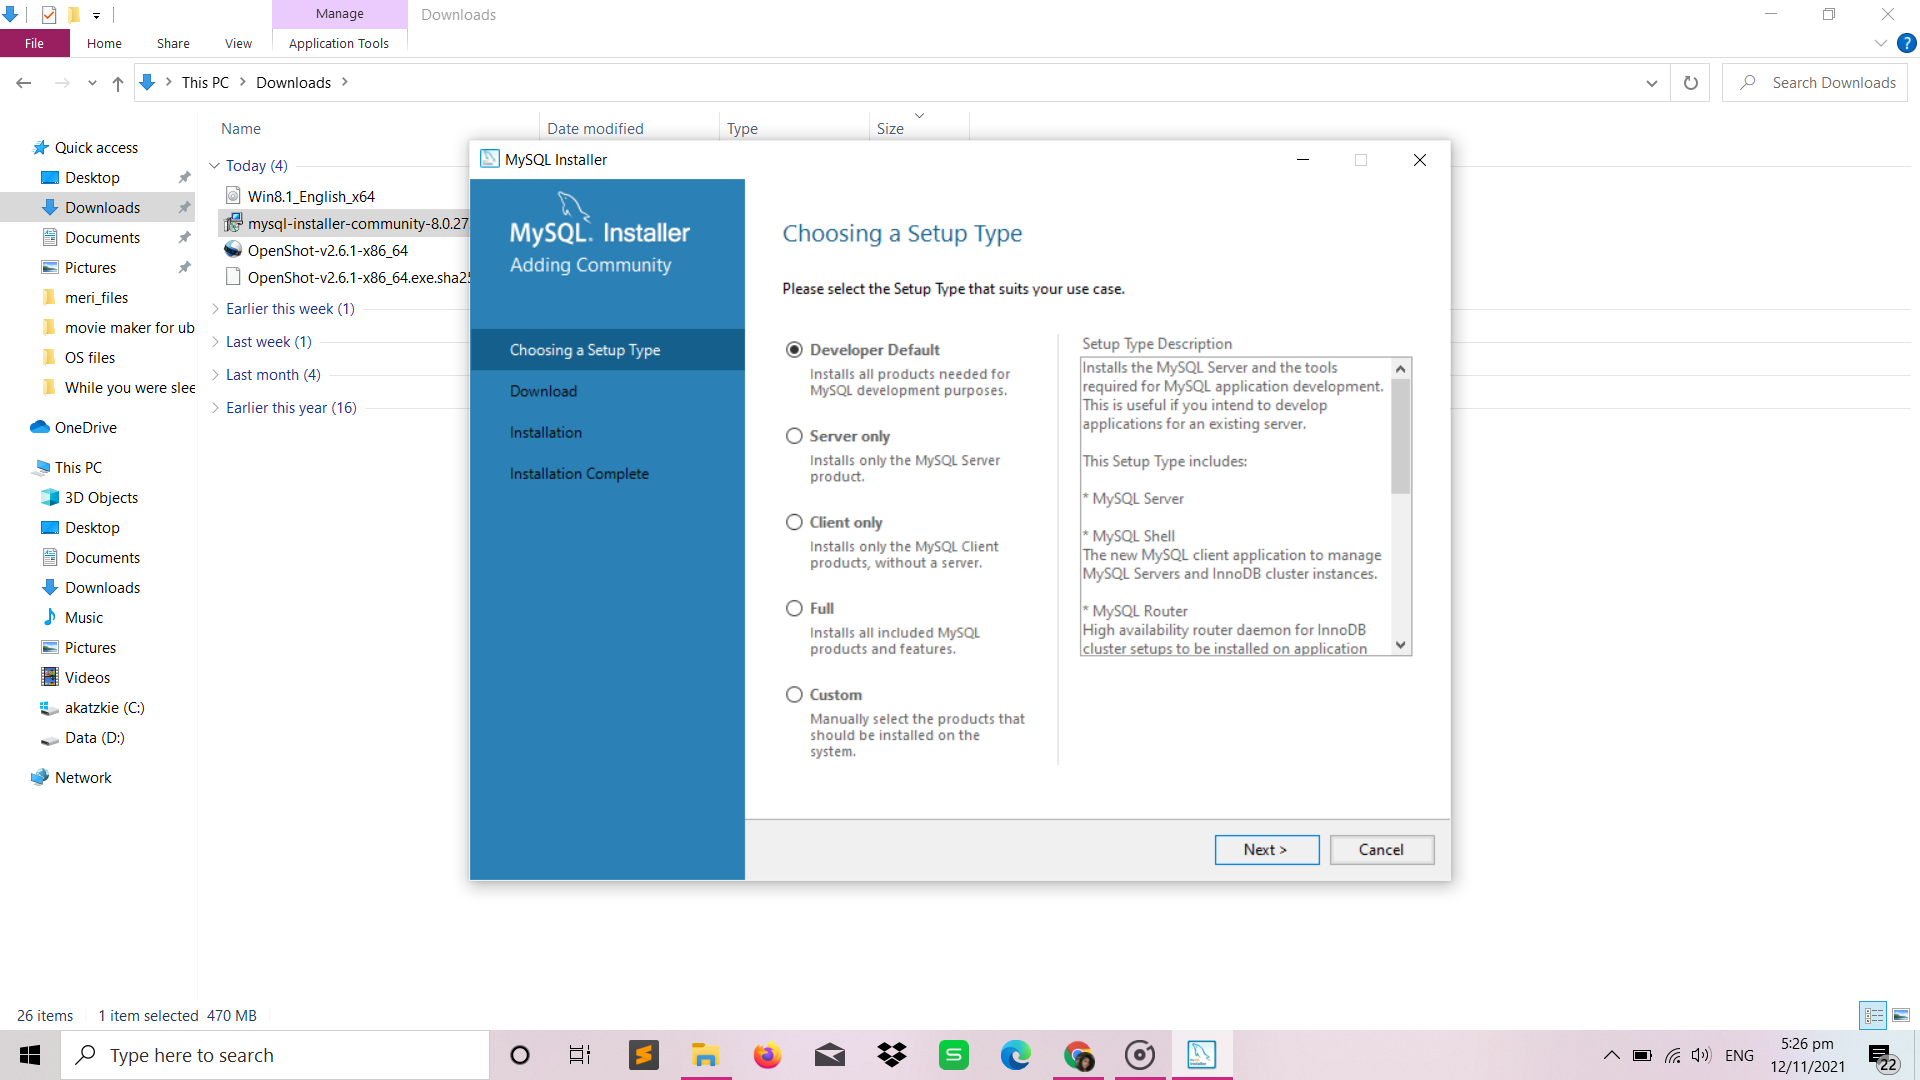 Manage
Downloads
File
Home
Share
View
Application Tools
?
This PC
Downloads
Search Downloads
Name
Date modified
Type
Size
Quick access
Desktop
Downloads
Documents
Pictures
meri_files
movie maker for ub
OS files
While you were slee
OneDrive
This PC
3D Objects
Desktop
Documents
Downloads
Music
Pictures
Videos
akatzkie (C:)
Data (D:)
Network
Today (4)
Win8.1_English_x64
mysql-installer-community-8.0.27.
OpenShot-v2.6.1-x86_64
OpenShot-v2.6.1-x86_64.exe.sha25
Earlier this week (1)
Last week (1)
Last month (4)
Earlier this year (16)
MySQL Installer
MySQL. Installer
Adding Community
Choosing a Setup Type
Download
Installation
Installation Complete
Choosing a Setup Type
Please select the Setup Type that suits your use case.
Developer Default
Installs all products needed for
MySQL development purposes.
Server only
Installs only the MySQL Server
product.
Client only
Installs only the MySQL Client
products, without a server.
Full
Installs all included MySQL
products and features.
Custom
Manually select the products that
should be installed on the
system.
Setup Type Description
Installs the MySQL Server and the tools
required for MySQL application development.
This is useful if you intend to develop
applications for an existing server.
This Setup Type includes:
* MySQL Server
* MySQL Shell
The new MySQL client application to manage
MySQL Servers and InnoDB cluster instances.
* MySQL Router
High availability router daemon for InnoDB
cluster setups to be installed on application
Next >
Cancel
26 items
1 item selected 470 MB
Type here to search
S
S
ENG
5:26 pm
12/11/2021
22